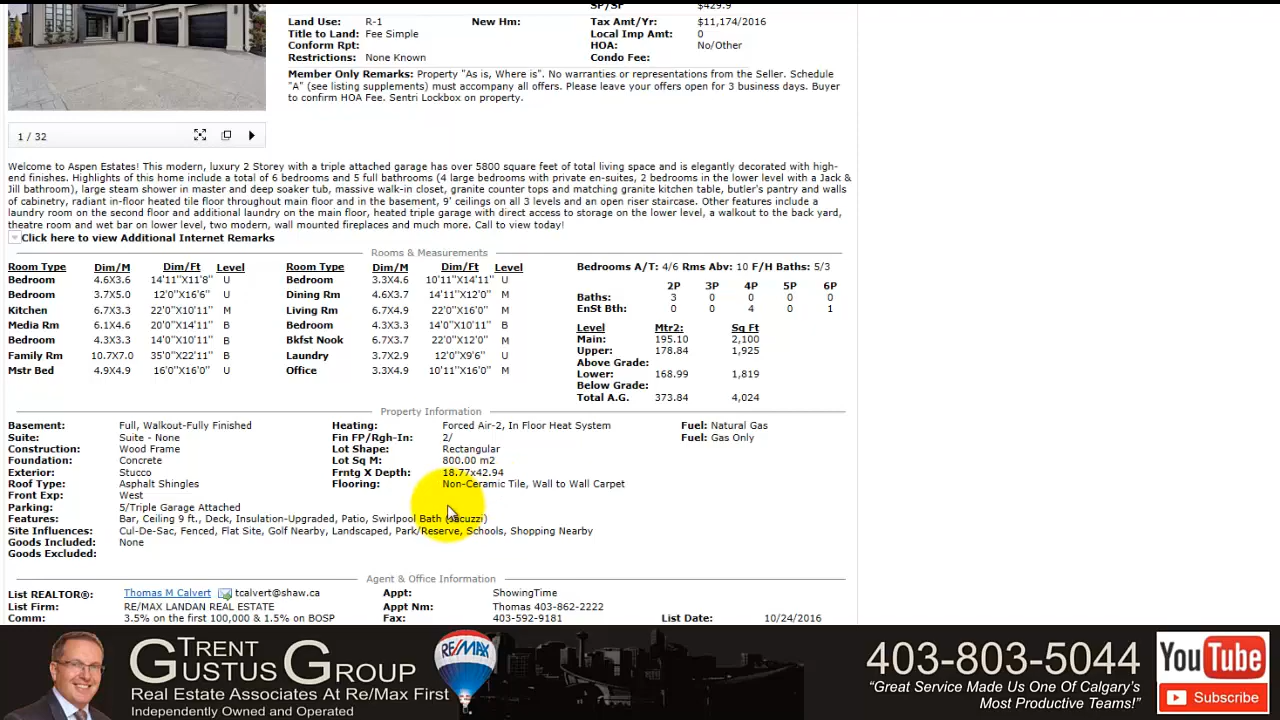 SP/SF $429.9
Land Use: R-1 New Hm: Tax Amt/Yr: $11,174/2016
Title to Land: Fee Simple Local Imp Amt: 0
Conform Rpt: HOA: No/Other
Restrictions: None Known Condo Fee:
Member Only Remarks: Property "As is, Where is". No warranties or representations from the Seller. Schedule
"A" (see listing supplements) must accompany all offers. Please leave your offers open for 3 business days. Buyer
to confirm HOA Fee. Sentri Lockbox on property.
1 / 32
Welcome to Aspen Estates! This modern, luxury 2 Storey with a triple attached garage has over 5800 square feet of total living space and is elegantly decorated with high-
end finishes. Highlights of this home include a total of 6 bedrooms and 5 full bathrooms (4 large bedrooms with private en-suites, 2 bedrooms in the lower level with a Jack &
Jill bathroom), large steam shower in master and deep soaker tub, massive walk-in closet, granite counter tops and matching granite kitchen table, butler's pantry and walls
of cabinetry, radiant in-floor heated tile floor throughout main floor and in the basement, 9' ceilings on all 3 levels and an open riser staircase. Other features include a
laundry room on the second floor and additional laundry on the main floor, heated triple garage with direct access to storage on the lower level, a walkout to the back yard,
theatre room and wet bar on lower level, two modern, wall mounted fireplaces and much more. Call to view today!
Click here to view Additional Internet Remarks
Rooms & Measurements
Room Type Dim/M Dim/Ft Level Room Type Dim/M Dim/Ft Level Bedrooms A/T: 4/6 Rms Abv: 10 F/H Baths: 5/3
Bedroom 4.6X3.6 14'11"X11'8" U Bedroom 3.3X4.6 10'11"X14'11" U
2P 3P 4P 5P 6P
Bedroom 3.7X5.0 12'0"X16'6" U Dining Rm 4.6X3.7 14'11"X12'0" M Baths: 3 0 0 0 0
Kitchen 6.7X3.3 22'0"X10'11" M Living Rm 6.7X4.9 22'0"X16'0" M EnSt Bth: 0 0 4 0 1
Media Rm 6.1X4.6 20'0"X14'11" B Bedroom 4.3X3.3 14'0"X10'11" B Level Mtr2: Sq Ft
Bedroom 4.3X3.3 14'0"X10'11" B Bkfst Nook 6.7X3.7 22'0"X12'0" M Main: 195.10 2,100
Family Rm 10.7X7.0 35'0"X22'11" B Laundry 3.7X2.9 12'0"X9'6" U Upper: 178.84 1,925
Above Grade:
Mstr Bed 4.9X4.9 16'0"X16'0" U Office 3.3X4.9 10'11"X16'0" M Lower: 168.99 1,819
Below Grade:
Total A.G. 373.84 4,024
Property Information
Basement: Full, Walkout-Fully Finished Heating: Forced Air-2, In Floor Heat System Fuel: Natural Gas
Suite: Suite - None Fin FP/Rgh-In: 2/ Fuel: Gas Only
Construction: Wood Frame Lot Shape: Rectangular
Foundation: Concrete Lot Sq M: 800.00 m2
Exterior: Stucco Frntg X Depth: 18.77x42.94
Roof Type: Asphalt Shingles Flooring: Non-Ceramic Tile, Wall to Wall Carpet
Front Exp: West
Parking: 5/Triple Garage Attached
Features: Bar, Ceiling 9 ft., Deck, Insulation-Upgraded, Patio, Swirlpool Bath (Jacuzzi)
Site Influences: Cul-De-Sac, Fenced, Flat Site, Golf Nearby, Landscaped, Park/Reserve, Schools, Shopping Nearby
Goods Included: None
Goods Excluded:
Agent & Office Information
List REALTOR®: Thomas M Calvert tcalvert@shaw.ca Appt: ShowingTime
List Firm: RE/MAX LANDAN REAL ESTATE Appt Nm: Thomas 403-862-2222
Comm: 3.5% on the first 100,000 & 1.5% on BOSP Fax: 403-592-9181 List Date: 10/24/2016
TRENT
GUSTUS GROUP
Real Estate Associates At Re/Max First
Independently Owned and Operated
RE/MAX
403-803-5044
"Great Service Made Us One Of Calgary's
Most Productive Teams!"
YouTube
Subscribe